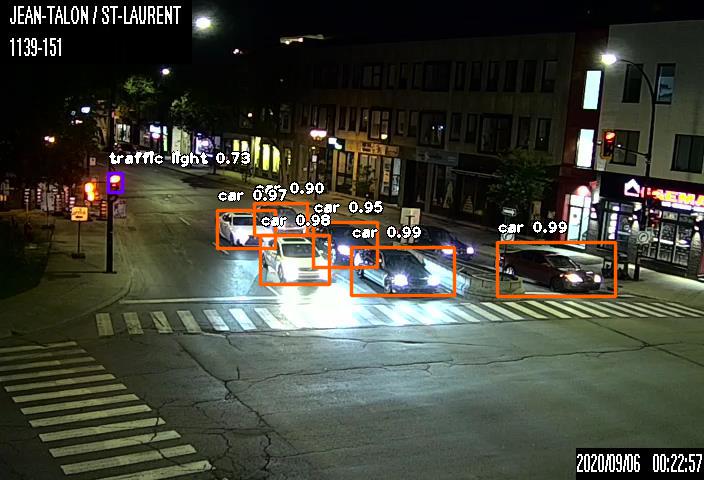 JEAN-TALON / ST-LAURENT
1139-151
traffic light 0.73
car 0.97
car 0.90
car 0.98
car 0.95
car 0.99
car 0.99
2020/09/06 00:22:57